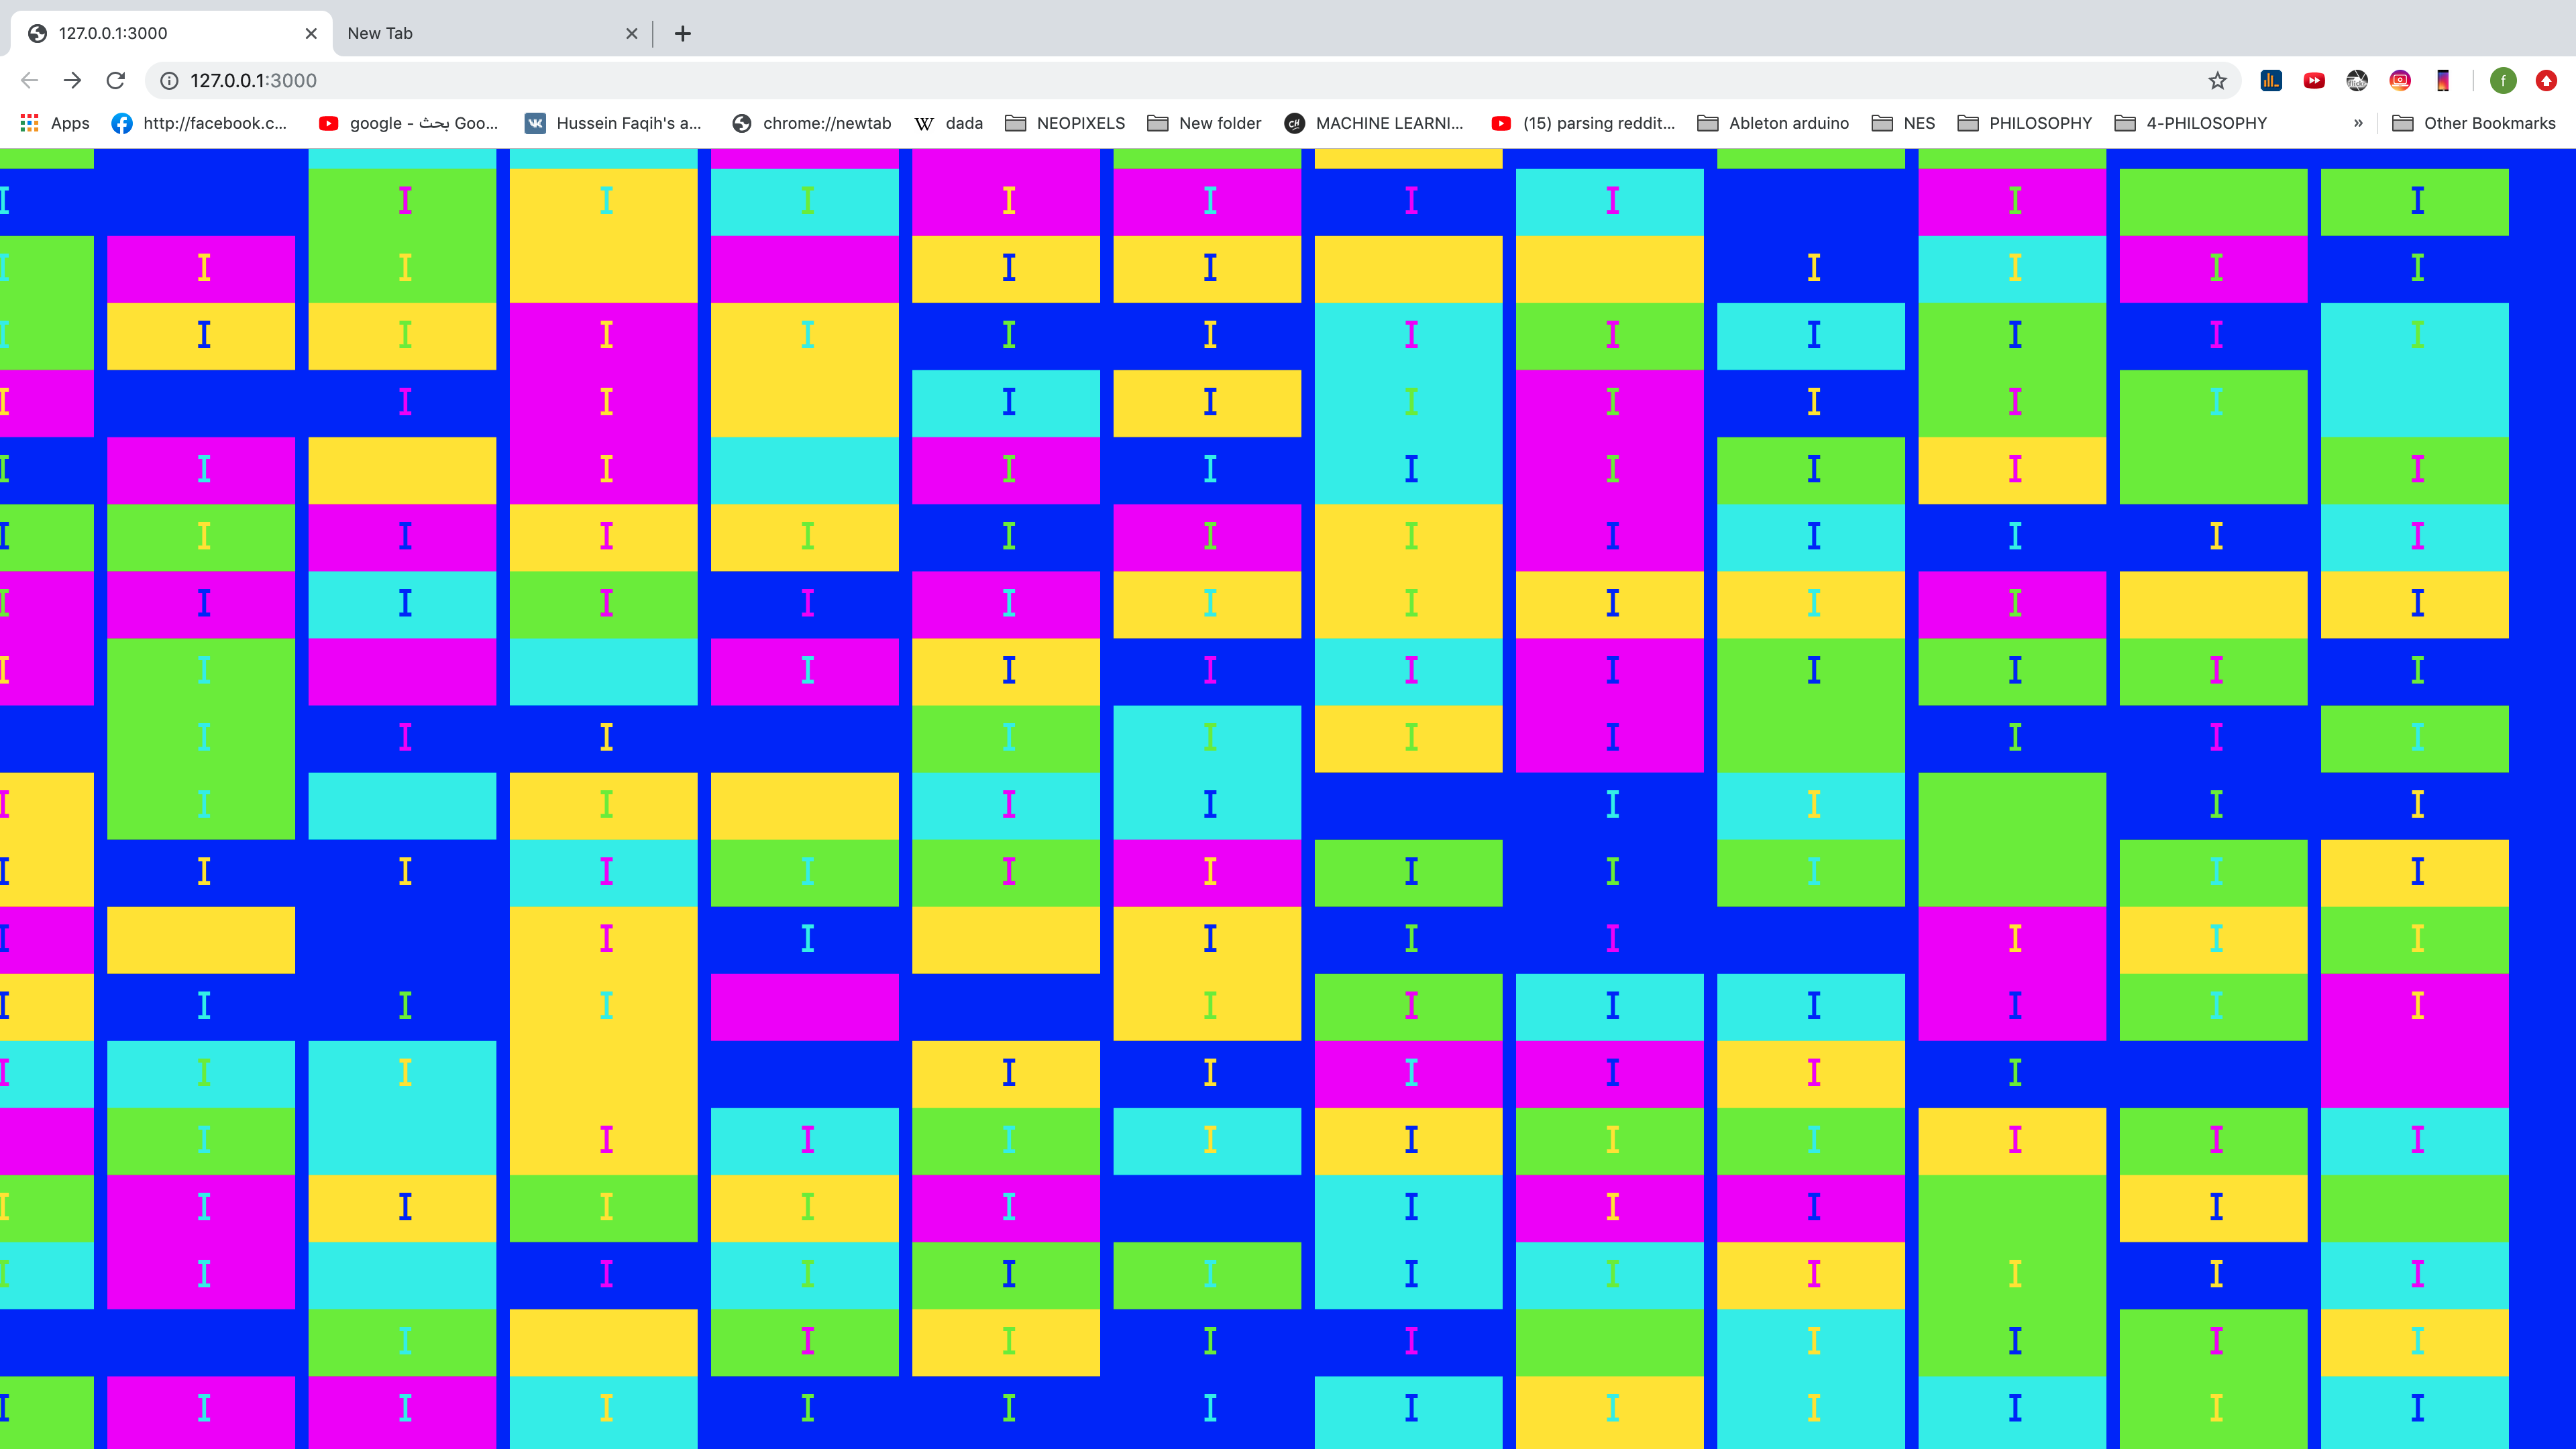 127.0.0.1:3000 New Tab
127.0.0.1:3000 f
Apps http://facebook.c... google - بحث Goo... Hussein Faqih's a... chrome://newtab W dada NEOPIXELS New folder CH MACHINE LEARNI... (15) parsing reddit... Ableton arduino NES PHILOSOPHY 4-PHILOSOPHY » Other Bookmarks
I I I I I I I I I I
I I I I I I I I I
I I I I I I I I I I I I I
I I I I I I I I I I
I I I I I I I I I I
I I I I I I I I I I I I I
I I I I I I I I I I I I
I I I I I I I I I I I
I I I I I I I I I I
I I I I I I I I I
I I I I I I I I I I I I
I I I I I I I I I
I I I I I I I I I I I
I I I I I I I I I
I I I I I I I I I I I
I I I I I I I I I I
I I I I I I I I I I I I
I I I I I I I I I
I I I I I I I I I I I I I